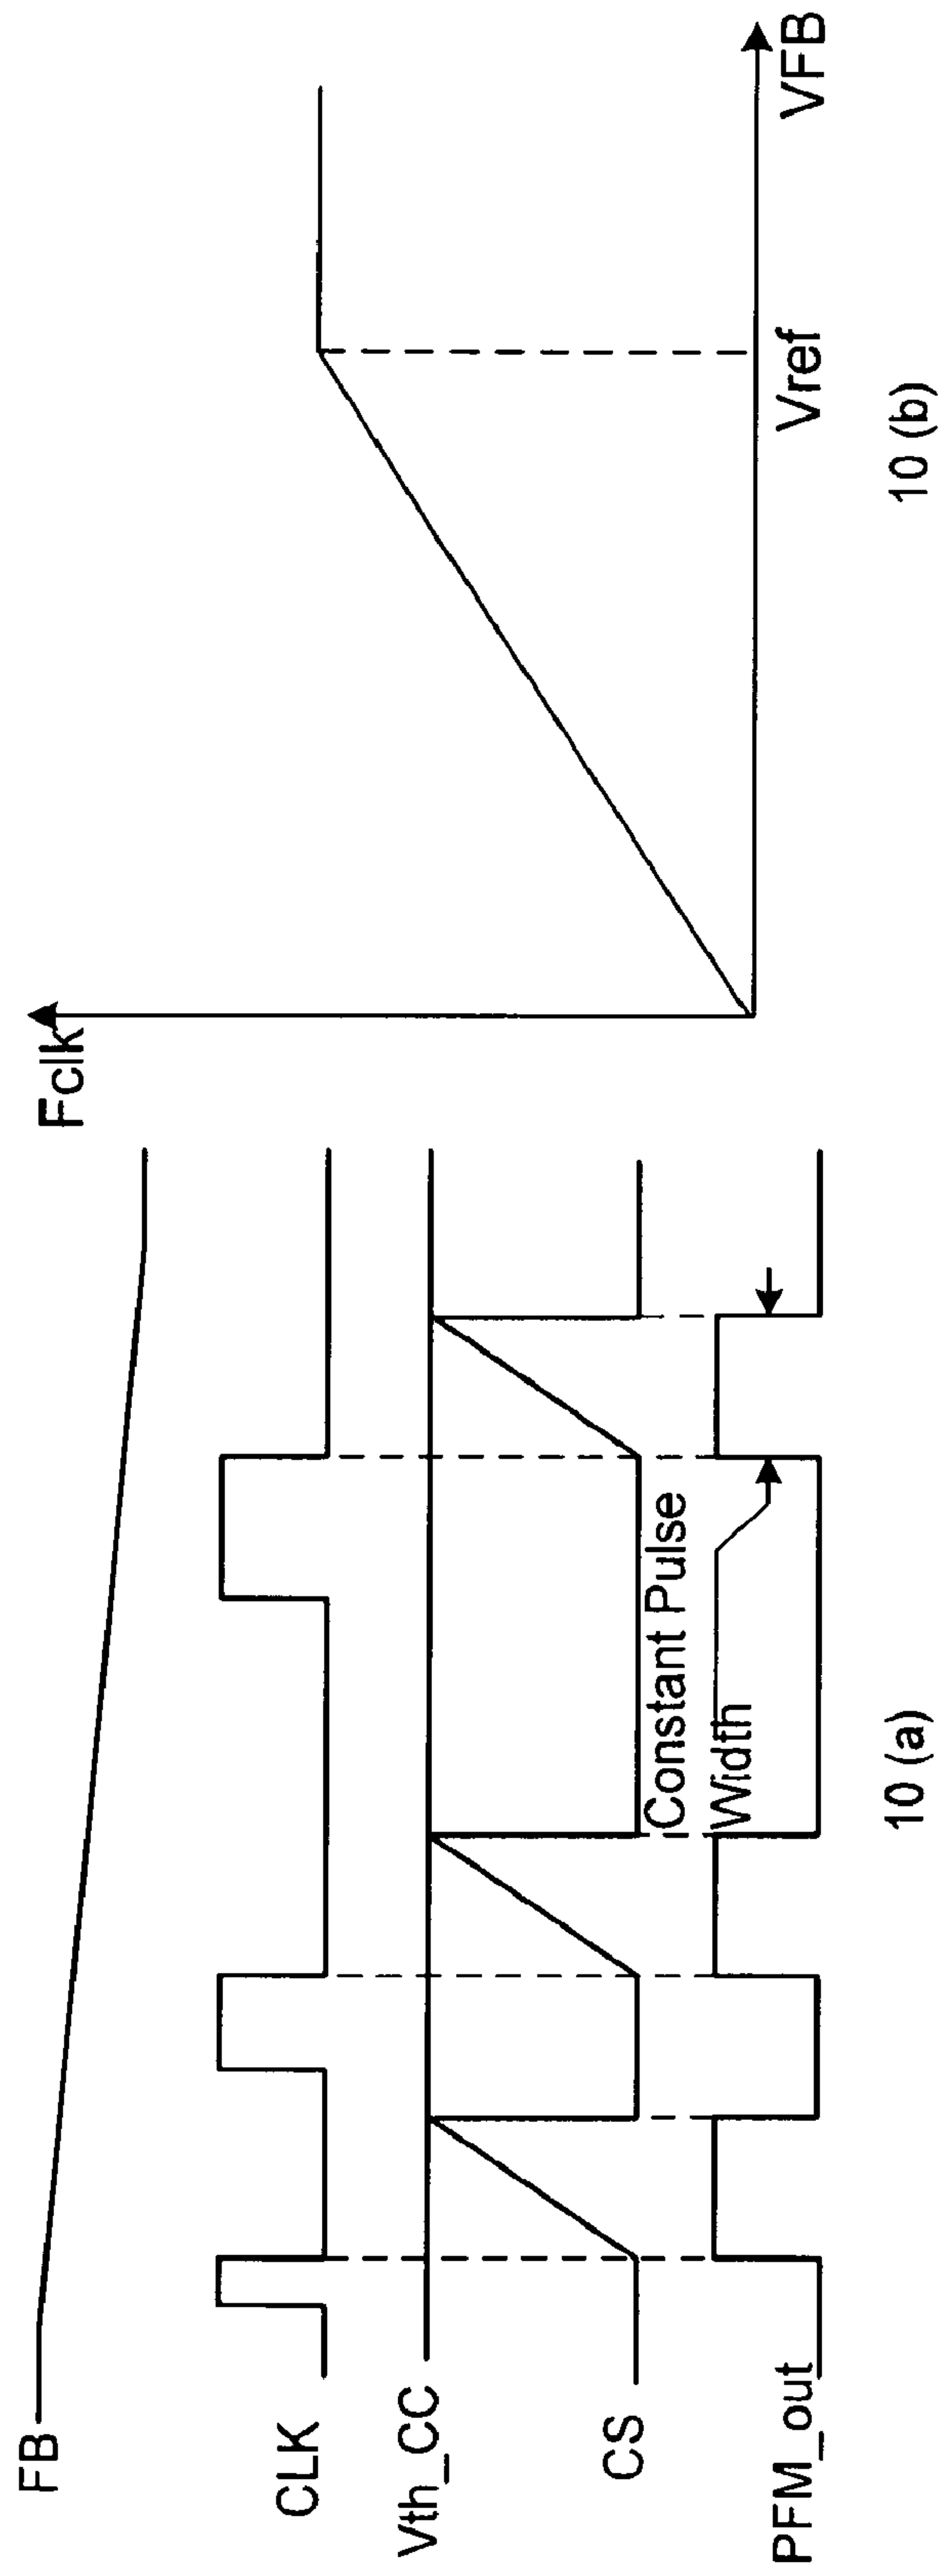 FB
CLK
Vth_CC
CS
Constant Pulse
Width
PFM_out
10 (a)
Fclk
Vref
VFB
10 (b)